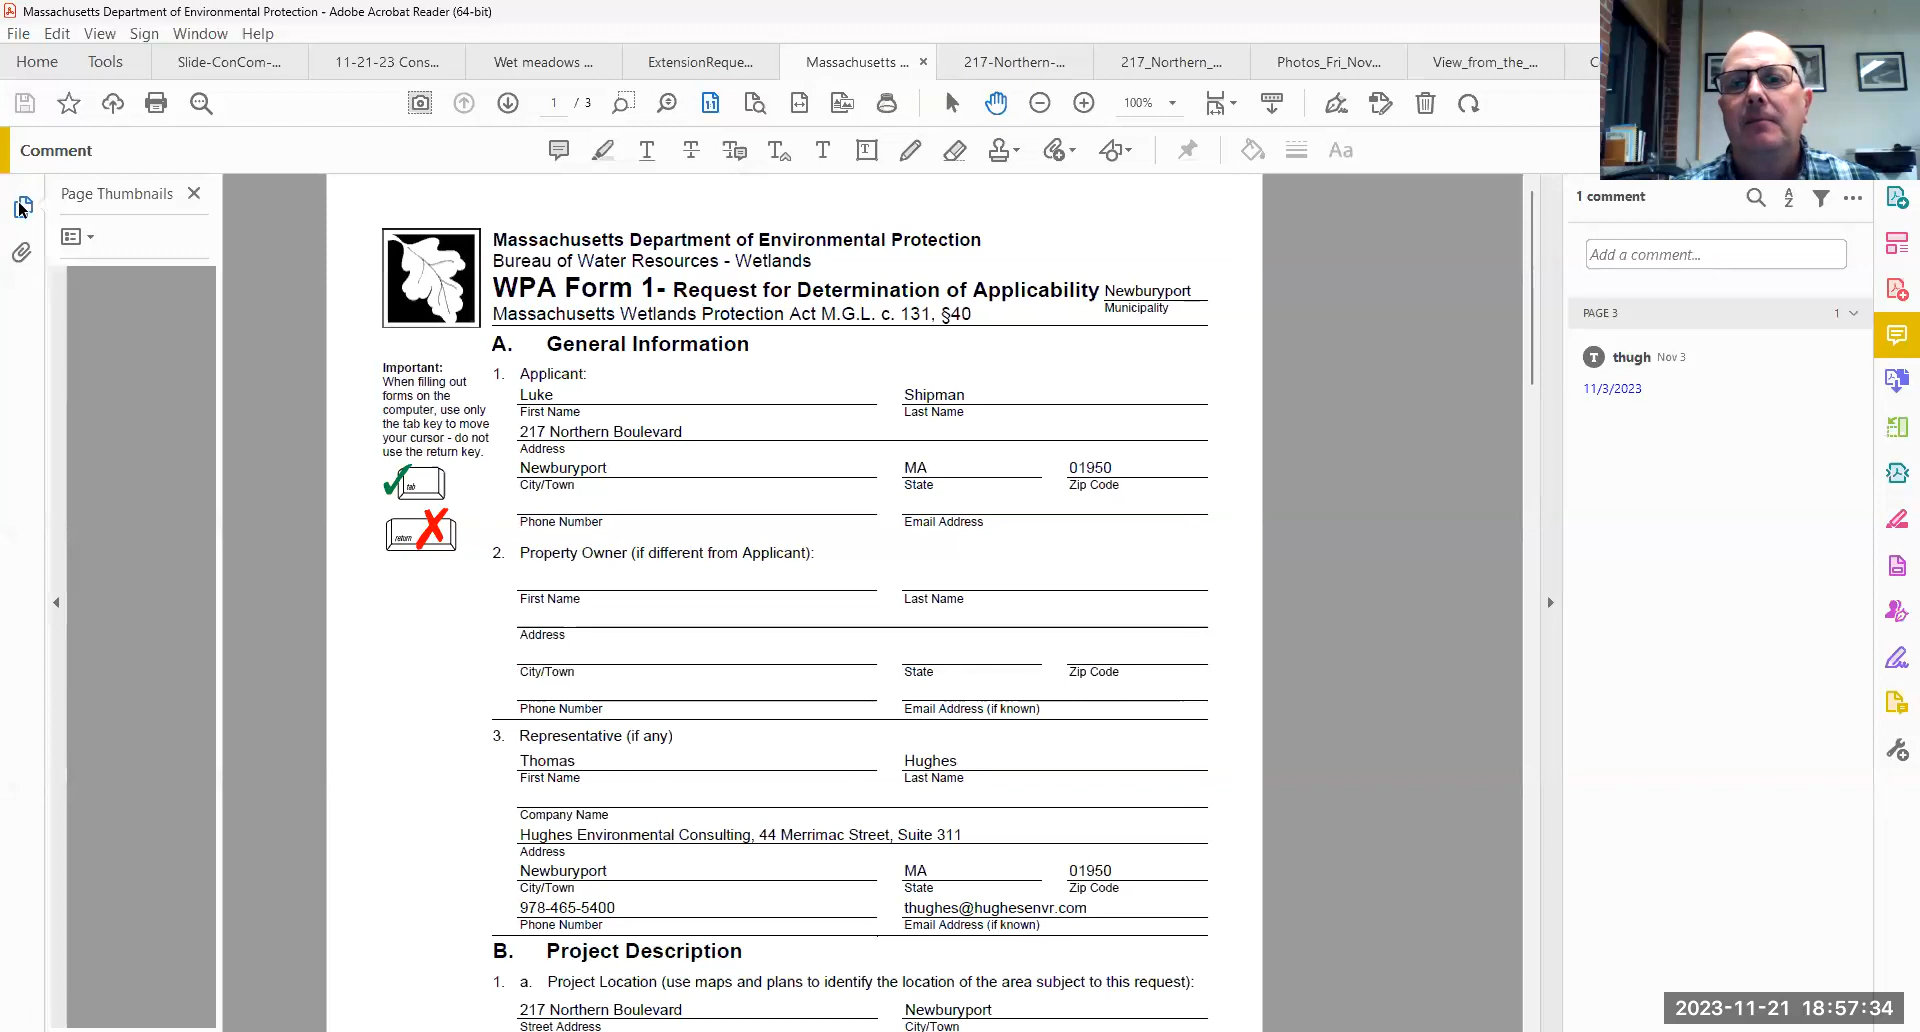 Massachusetts Department of Environmental Protection - Adobe Acrobat Reader (64-bit)
File Edit View Sign Window Help
Home Tools Slide-ConCom-... 11-21-23 Cons... Wet meadows ... ExtensionReque... Massachusetts ... × 217-Northern-... 217_Northern_... Photos_Fri_Nov... View_from_the_... C
1 / 3 100%
Comment
Page Thumbnails
1 comment
Add a comment...
PAGE 3 1
T thugh Nov 3
11/3/2023
Massachusetts Department of Environmental Protection
Bureau of Water Resources - Wetlands
WPA Form 1- Request for Determination of Applicability
Massachusetts Wetlands Protection Act M.G.L. c. 131, §40
Newburyport
Municipality
A. General Information
Important:
When filling out
forms on the
computer, use only
the tab key to move
your cursor - do not
use the return key.
tab
return
1. Applicant:
Luke Shipman
First Name Last Name
217 Northern Boulevard
Address
Newburyport MA 01950
City/Town State Zip Code
Phone Number Email Address
2. Property Owner (if different from Applicant):
First Name Last Name
Address
City/Town State Zip Code
Phone Number Email Address (if known)
3. Representative (if any)
Thomas Hughes
First Name Last Name
Company Name
Hughes Environmental Consulting, 44 Merrimac Street, Suite 311
Address
Newburyport MA 01950
City/Town State Zip Code
978-465-5400 thughes@hughesenvr.com
Phone Number Email Address (if known)
B. Project Description
1. a. Project Location (use maps and plans to identify the location of the area subject to this request):
217 Northern Boulevard Newburyport
Street Address City/Town
2023-11-21 18:57:34